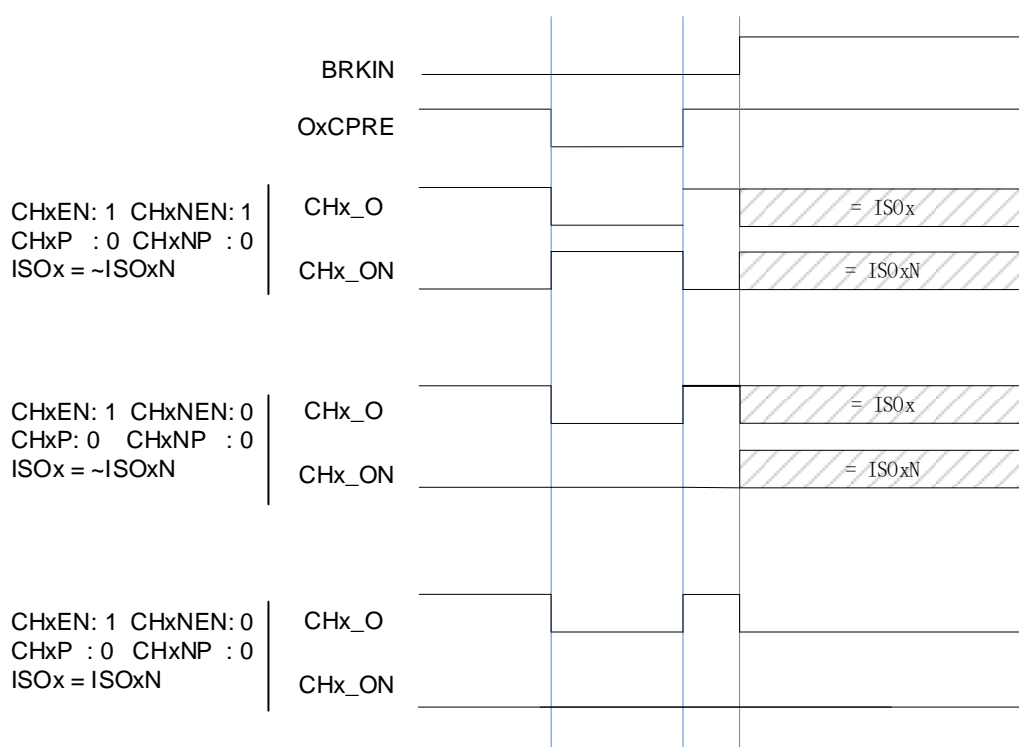 BRKIN
OxCPRE
CHxEN: 1 CHxNEN: 1
CHxP : 0 CHxNP : 0
ISOx = ~ISOxN
CHx_O
= ISOx
CHx_ON
= ISOxN
CHxEN: 1 CHxNEN: 0
CHxP: 0 CHxNP : 0
ISOx = ~ISOxN
CHx_O
= ISOx
CHx_ON
= ISOxN
CHxEN: 1 CHxNEN: 0
CHxP : 0 CHxNP : 0
ISOx = ISOxN
CHx_O
CHx_ON